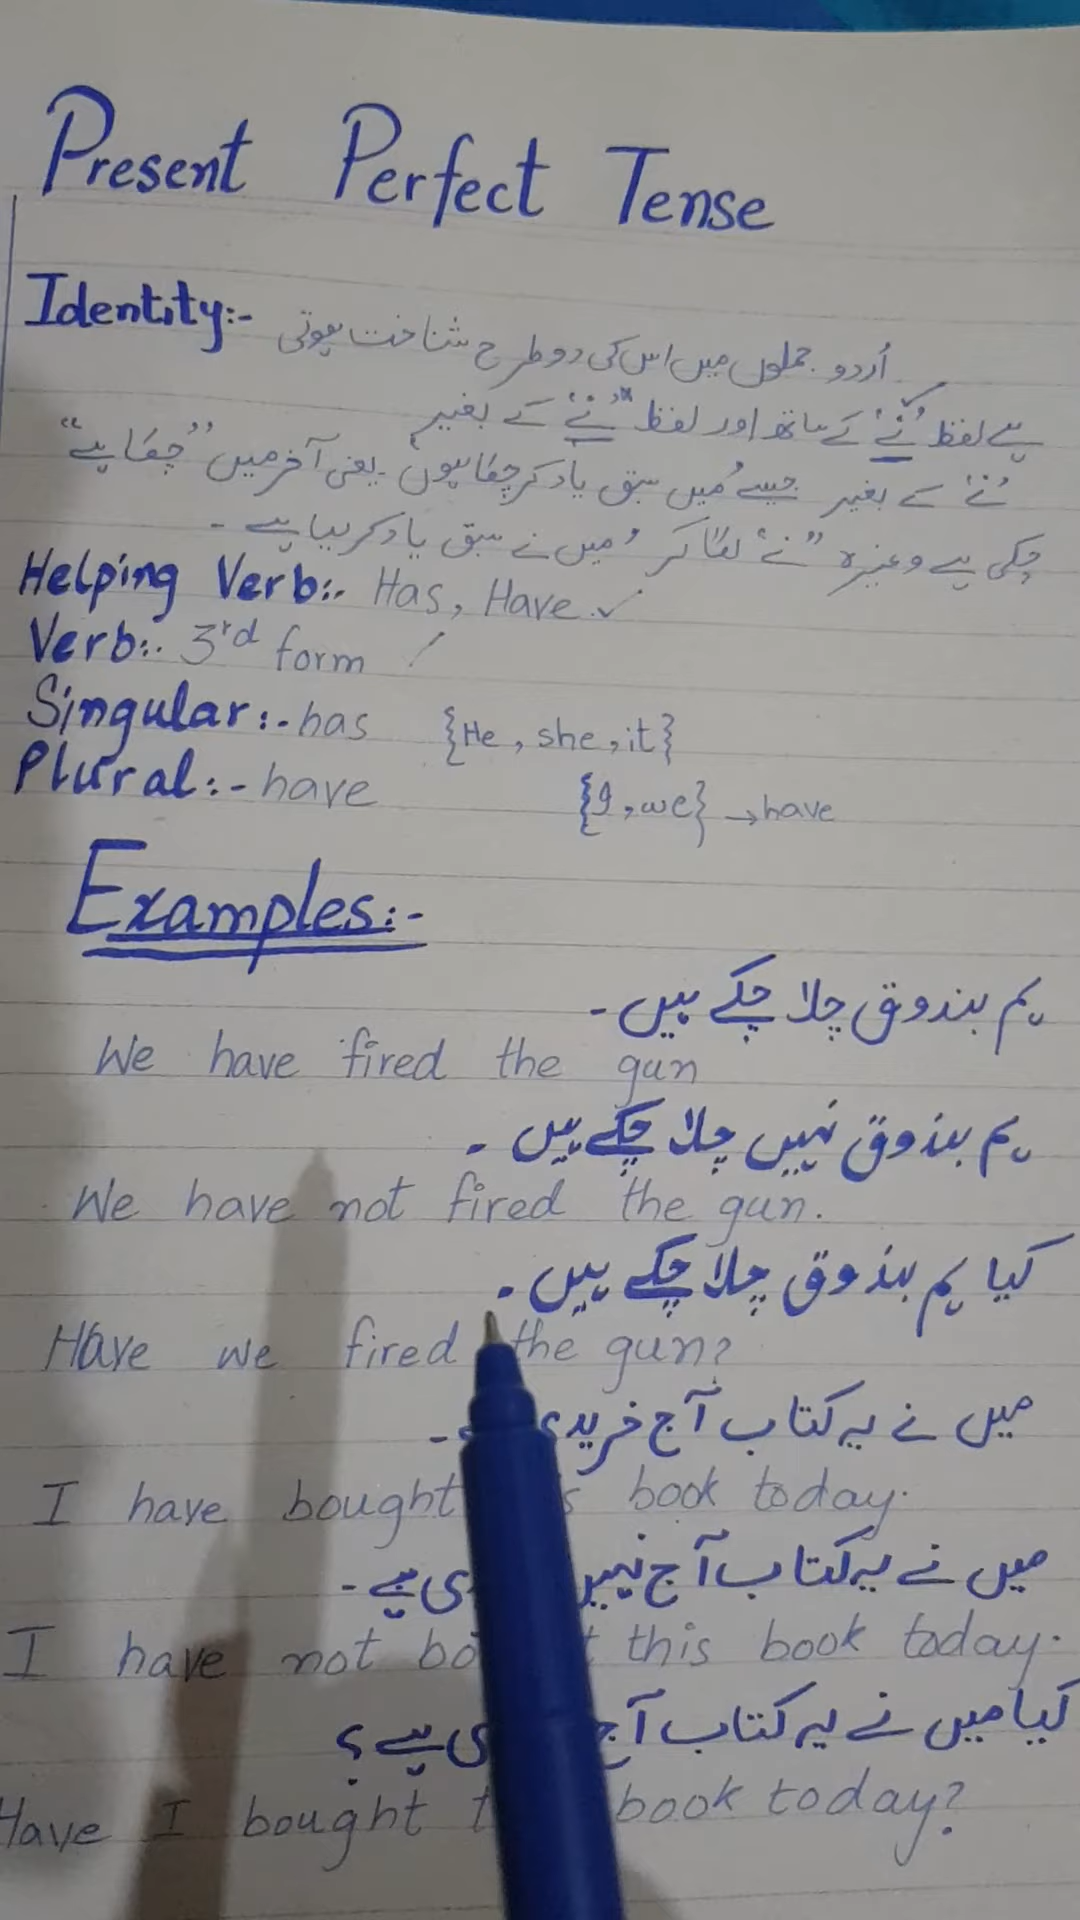 Present Perfect Tense
Identity:- اُردو جملوں میں اس کی دو طرح شناخت ہوتی
ہے لفظ "نے" کے ساتھ اور لفظ "نے" کے بغیر
"نے" کے بغیر جیسے میں سبق یاد کر چکا ہوں یعنی آخر میں "چکا ہے"
چکی ہے وغیرہ "نے" لگا کر "میں نے سبق یاد کر لیا ہے۔
Helping Verb:- Has, Have
Verb:- 3rd form
Singular:- has {He, she, it}
Plural:- have {I, we} → have
Examples:-
ہم بندوق چلا چکے ہیں۔
We have fired the gun
ہم بندوق نہیں چلا چکے ہیں۔
We have not fired the gun.
کیا ہم بندوق چلا چکے ہیں۔
Have we fired the gun?
میں نے یہ کتاب آج خریدی
I have bought book today.
میں نے یہ کتاب آج نہیں ہے۔
I have not this book today.
کیا میں نے یہ کتاب آج ہے؟
Have I bought book today?